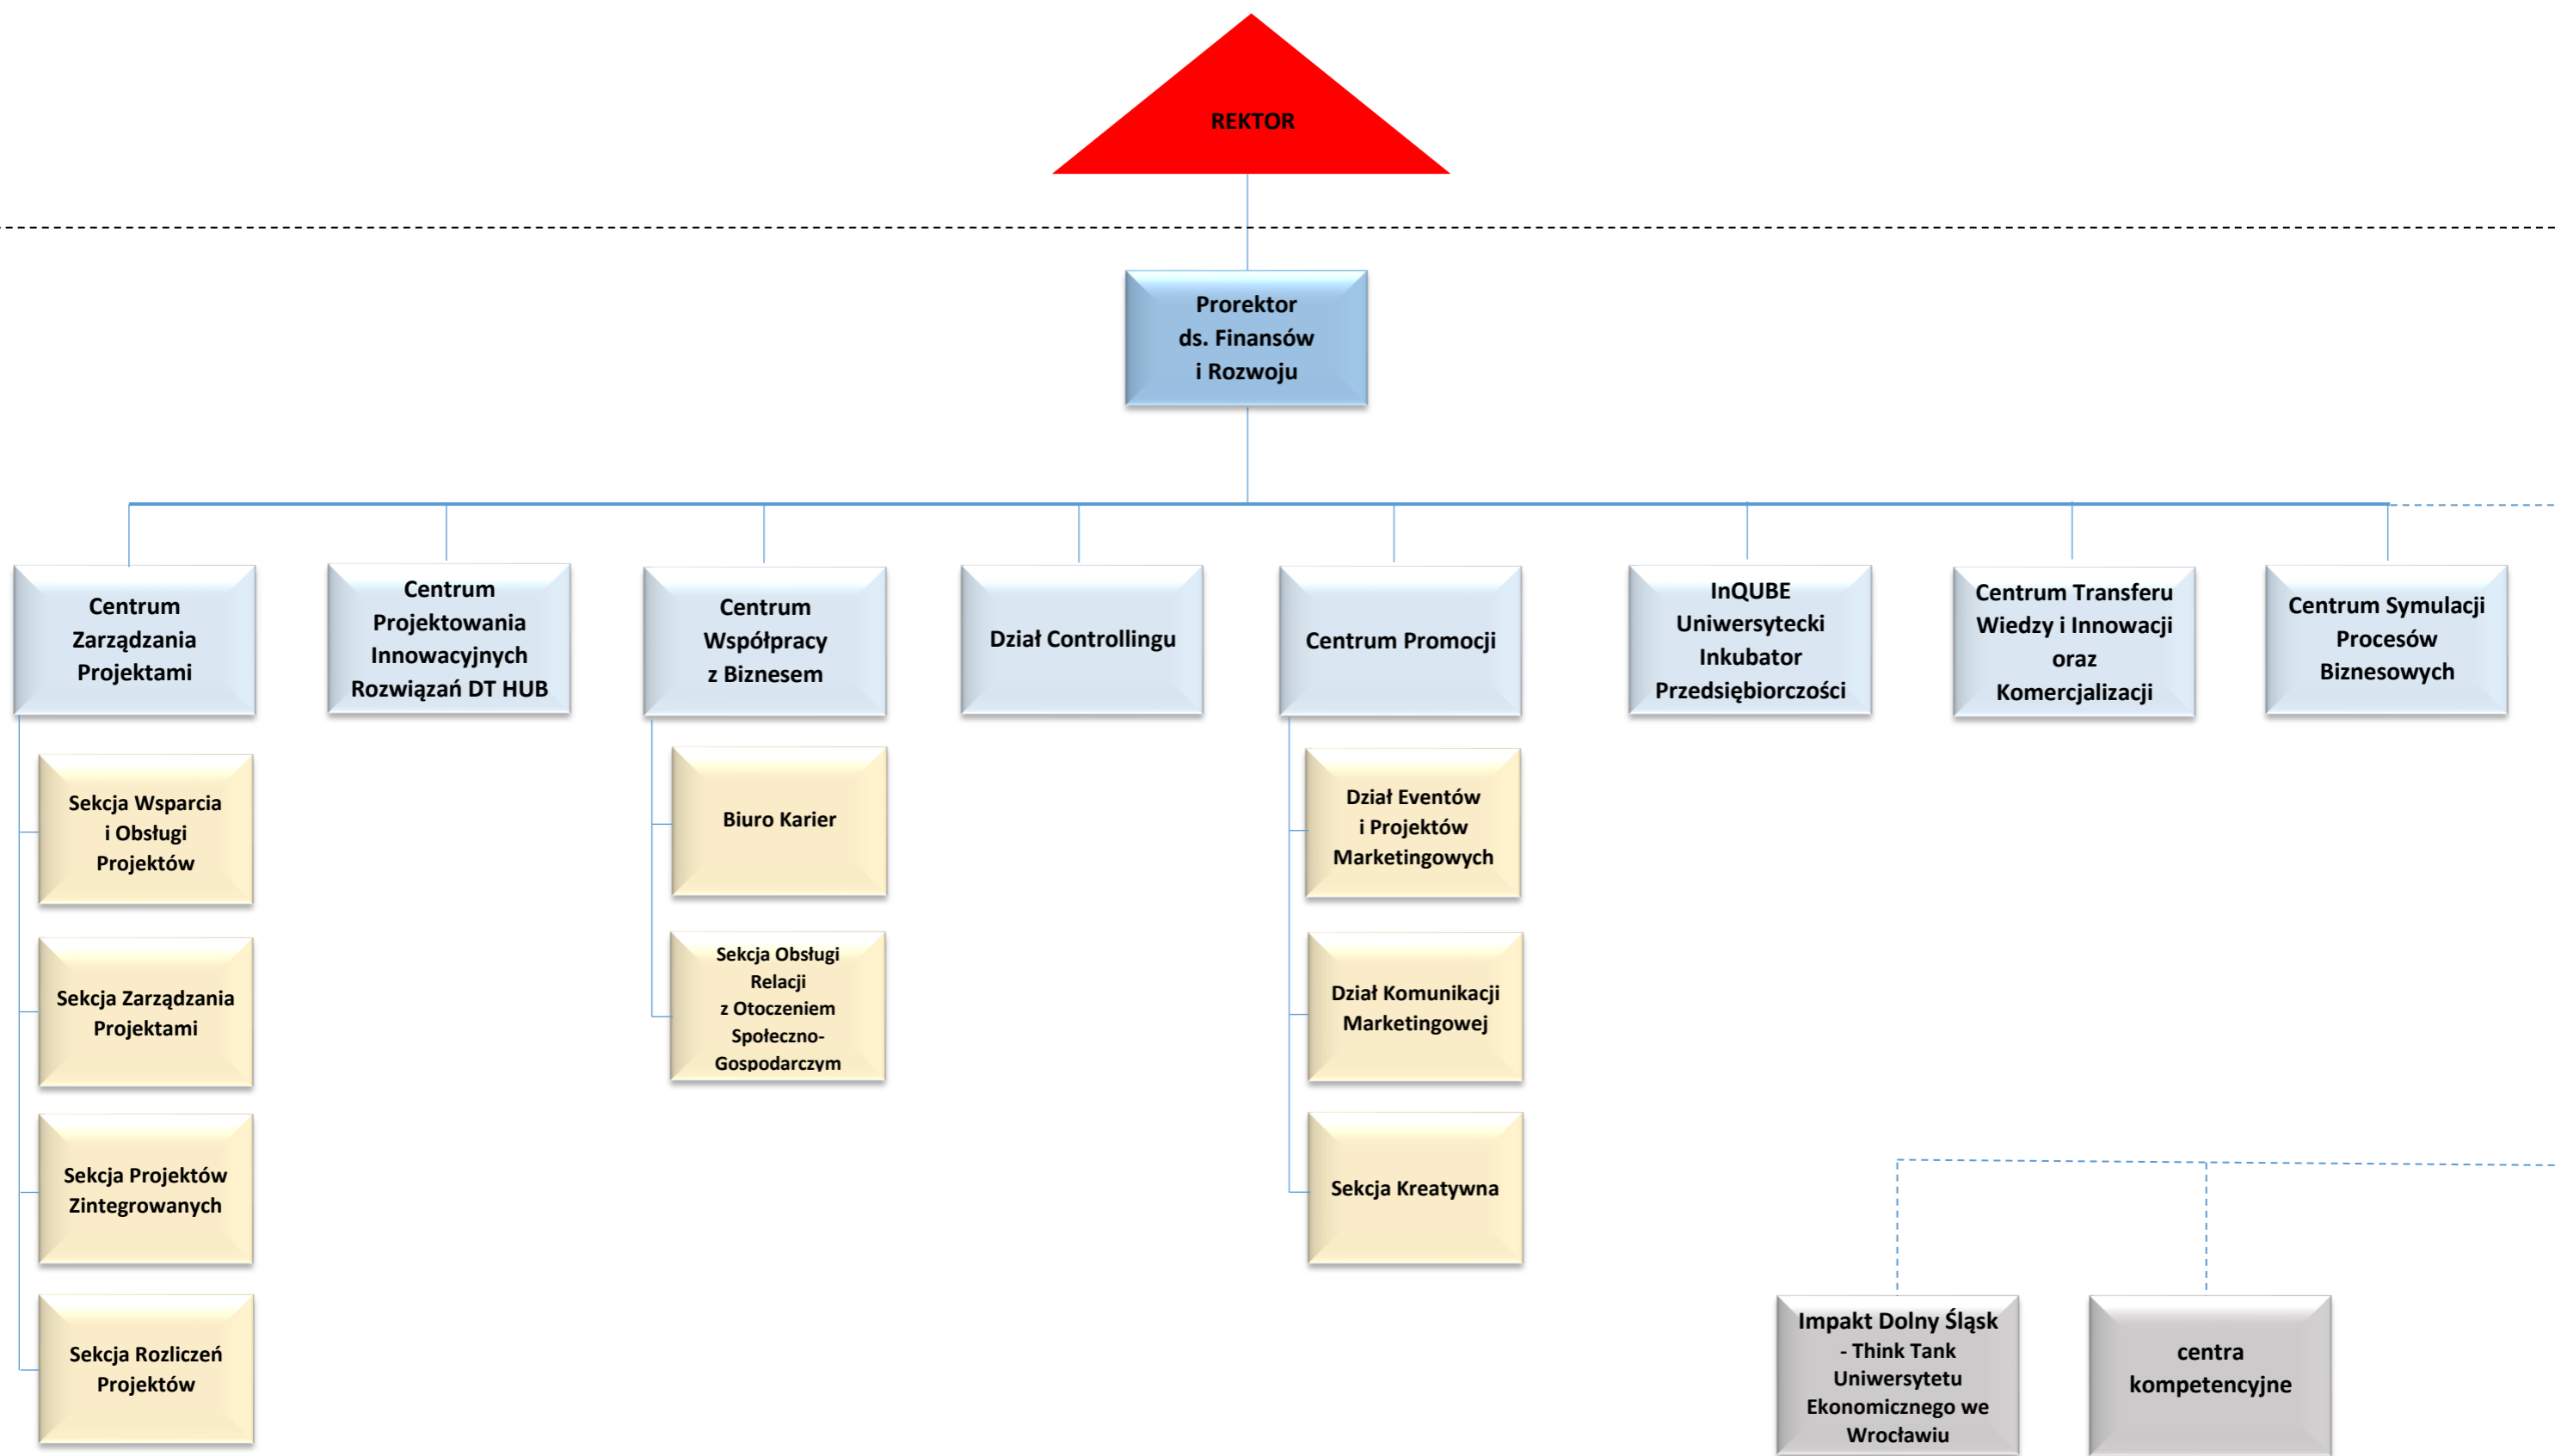 REKTOR
Prorektor
ds. Finansów
i Rozwoju
Centrum
Zarządzania
Projektami
Centrum
Projektowania
Innowacyjnych
Rozwiązań DT HUB
Centrum
Współpracy
z Biznesem
Dział Controllingu
Centrum Promocji
InQUBE
Uniwersytecki
Inkubator
Przedsiębiorczości
Centrum Transferu
Wiedzy i Innowacji
oraz
Komercjalizacji
Centrum Symulacji
Procesów
Biznesowych
Sekcja Wsparcia
i Obsługi
Projektów
Sekcja Zarządzania
Projektami
Sekcja Projektów
Zintegrowanych
Sekcja Rozliczeń
Projektów
Biuro Karier
Sekcja Obsługi
Relacji
z Otoczeniem
Społeczno-
Gospodarczym
Dział Eventów
i Projektów
Marketingowych
Dział Komunikacji
Marketingowej
Sekcja Kreatywna
Impakt Dolny Śląsk
- Think Tank
Uniwersytetu
Ekonomicznego we
Wrocławiu
centra
kompetencyjne